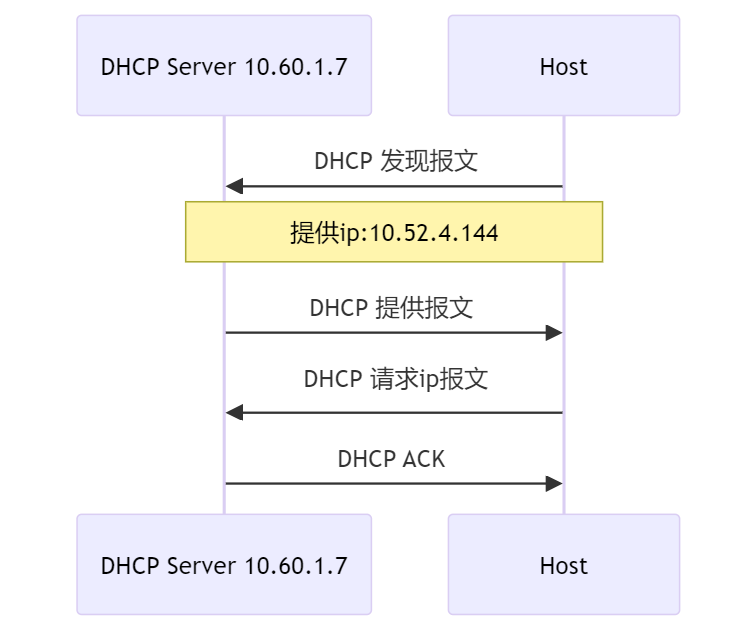 DHCP Server 10.60.1.7
Host
DHCP 发现报文
提供ip:10.52.4.144
DHCP 提供报文
DHCP 请求ip报文
DHCP ACK
DHCP Server 10.60.1.7
Host